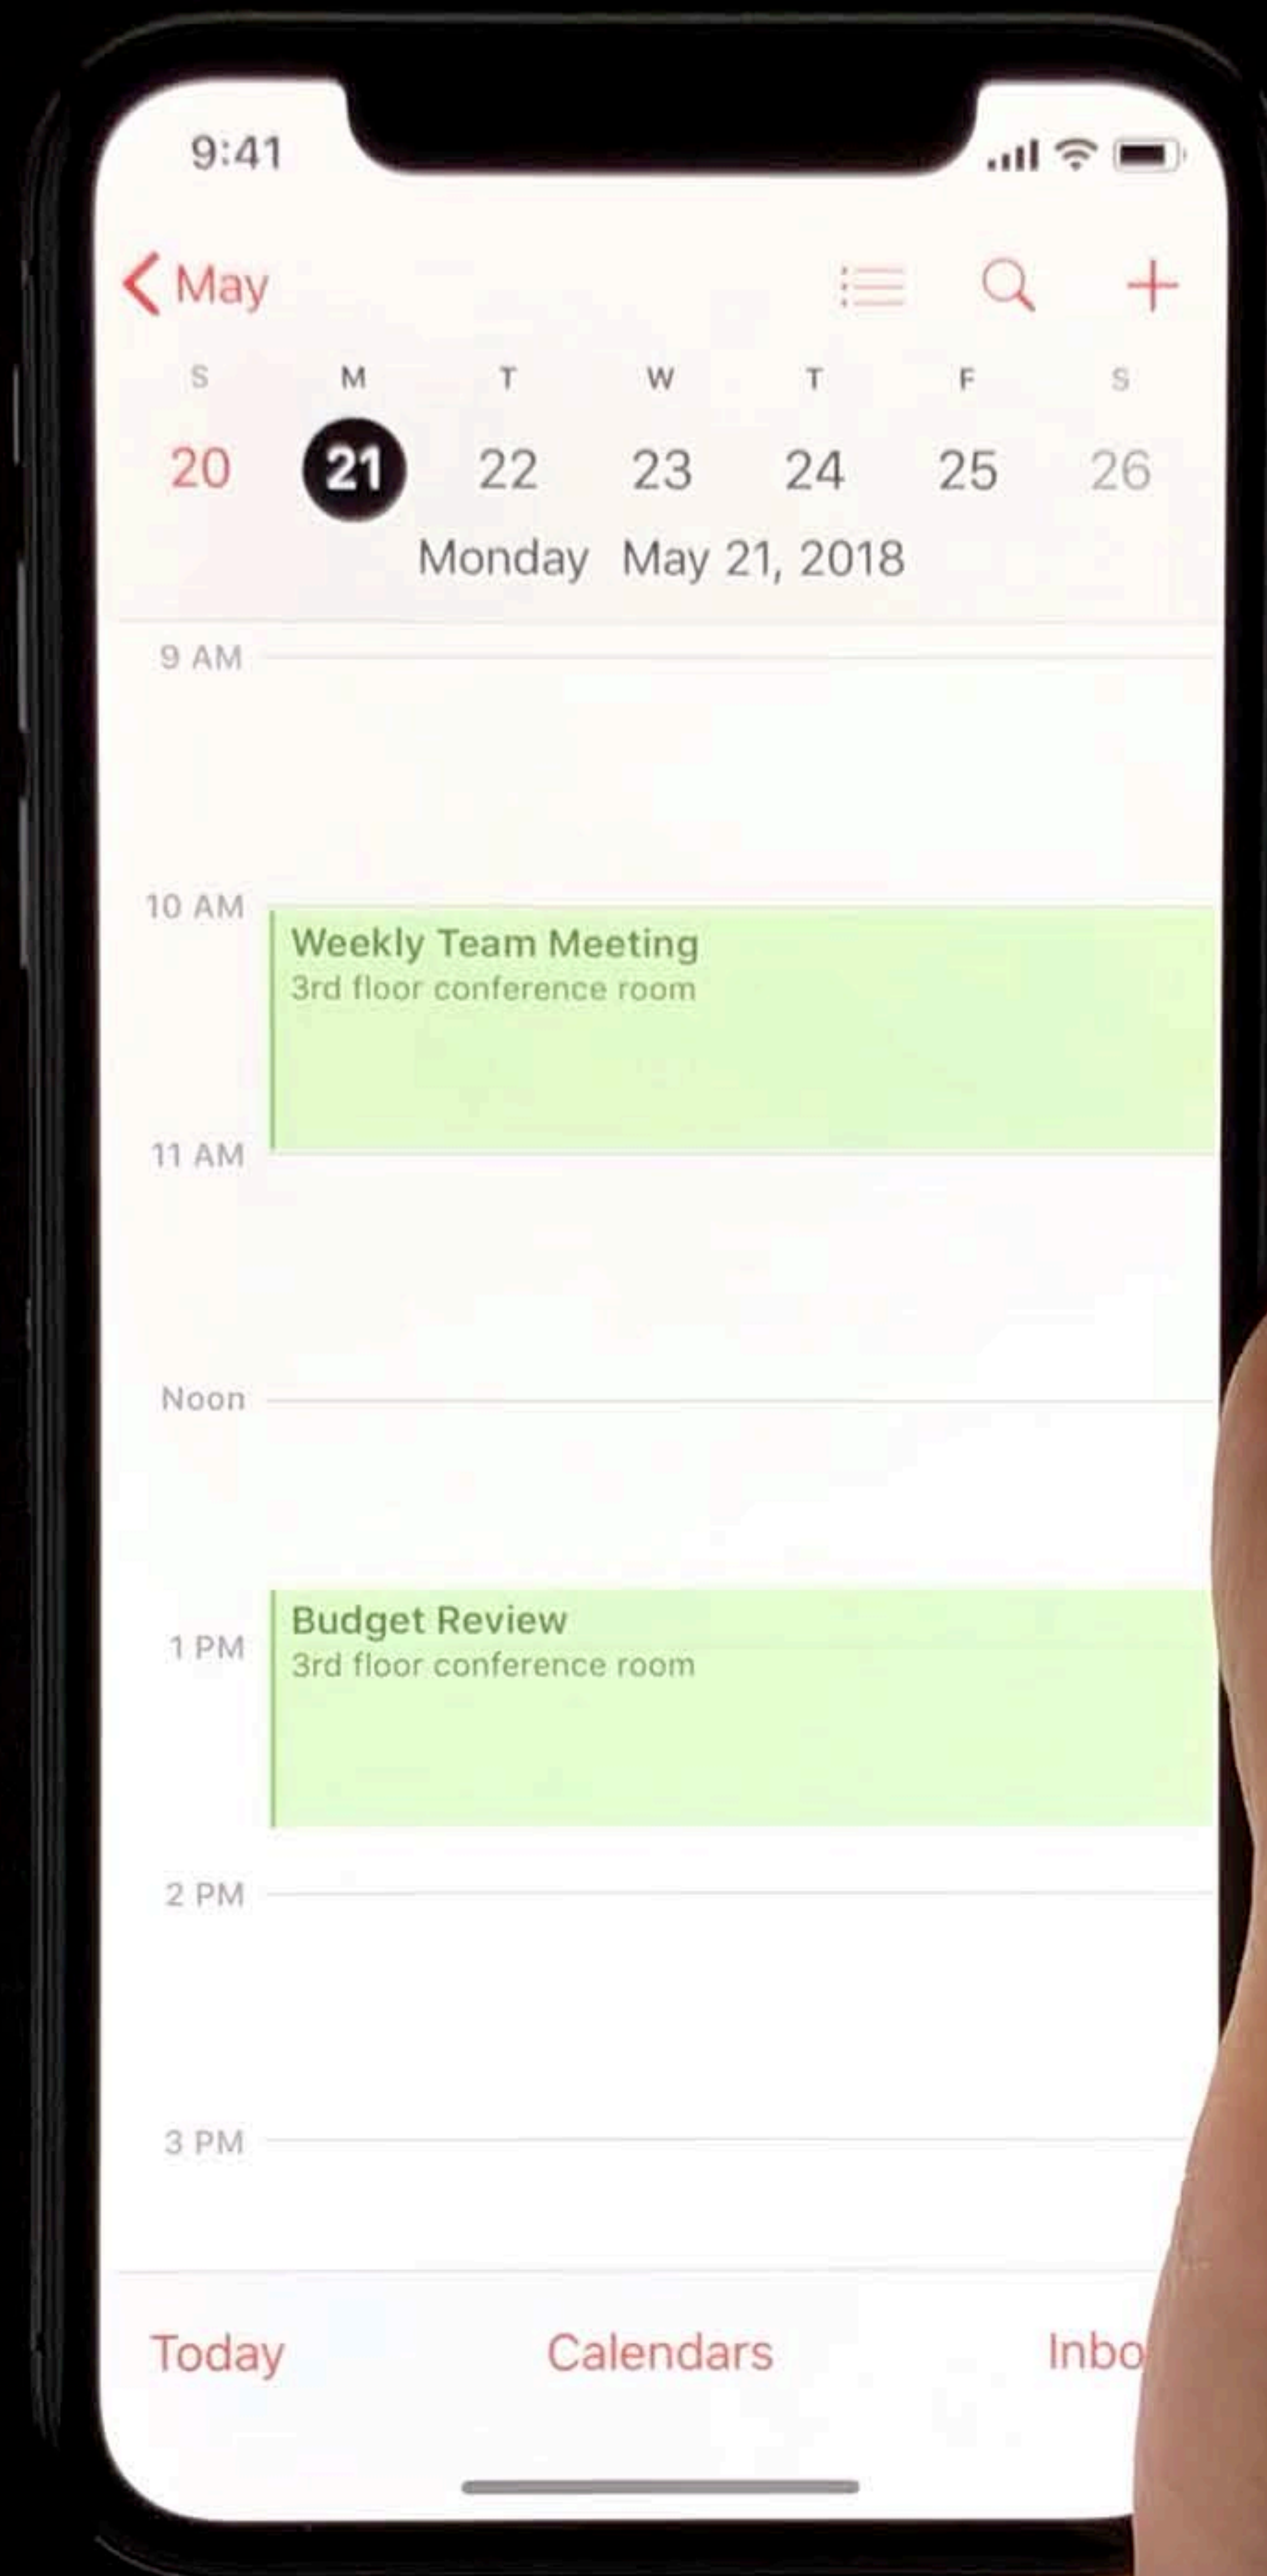 9:41
May
S M T W T F S
20 21 22 23 24 25 26
Monday May 21, 2018
9 AM
10 AM
Weekly Team Meeting
3rd floor conference room
11 AM
Noon
Budget Review
1 PM
3rd floor conference room
2 PM
3 PM
Today Calendars Inbo